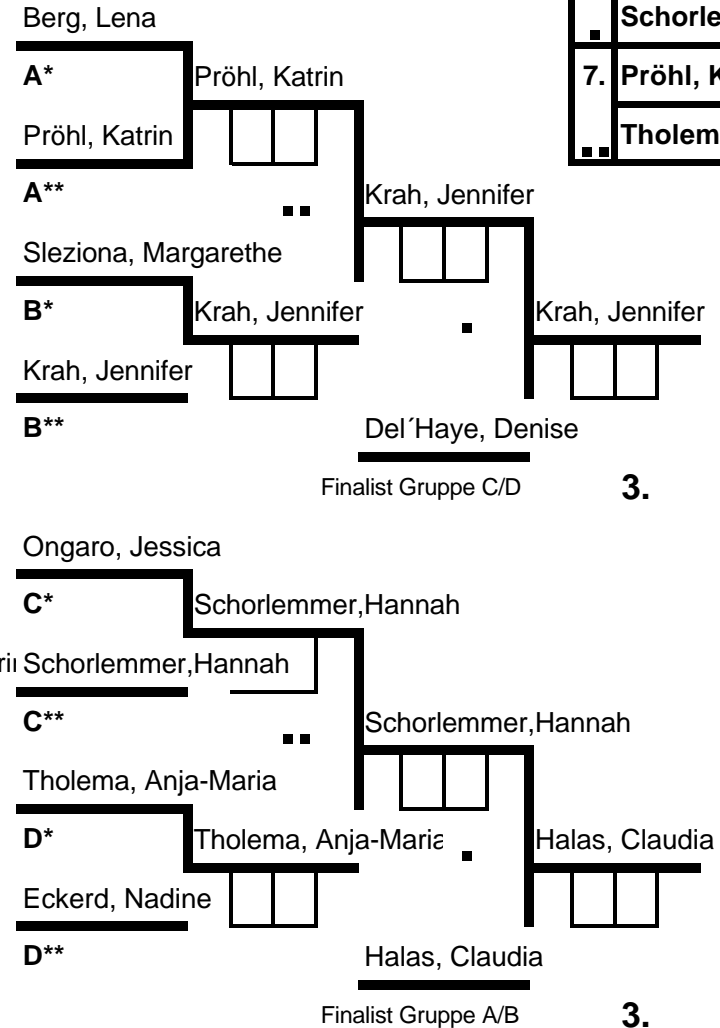 Berg, Lena
Schorle
A*
Pröhl, Katrin
7. Pröhl, K
Pröhl, Katrin
Tholem
A**
Krah, Jennifer
Sleziona, Margarethe
B*
Krah, Jennifer
Krah, Jennifer
Krah, Jennifer
B**
Del´Haye, Denise
Finalist Gruppe C/D
3.
Ongaro, Jessica
C*
Schorlemmer,Hannah
Schorlemmer,Hannah
C**
Schorlemmer,Hannah
Tholema, Anja-Maria
D*
Tholema, Anja-Maria
Halas, Claudia
Eckerd, Nadine
D**
Halas, Claudia
Finalist Gruppe A/B
3.